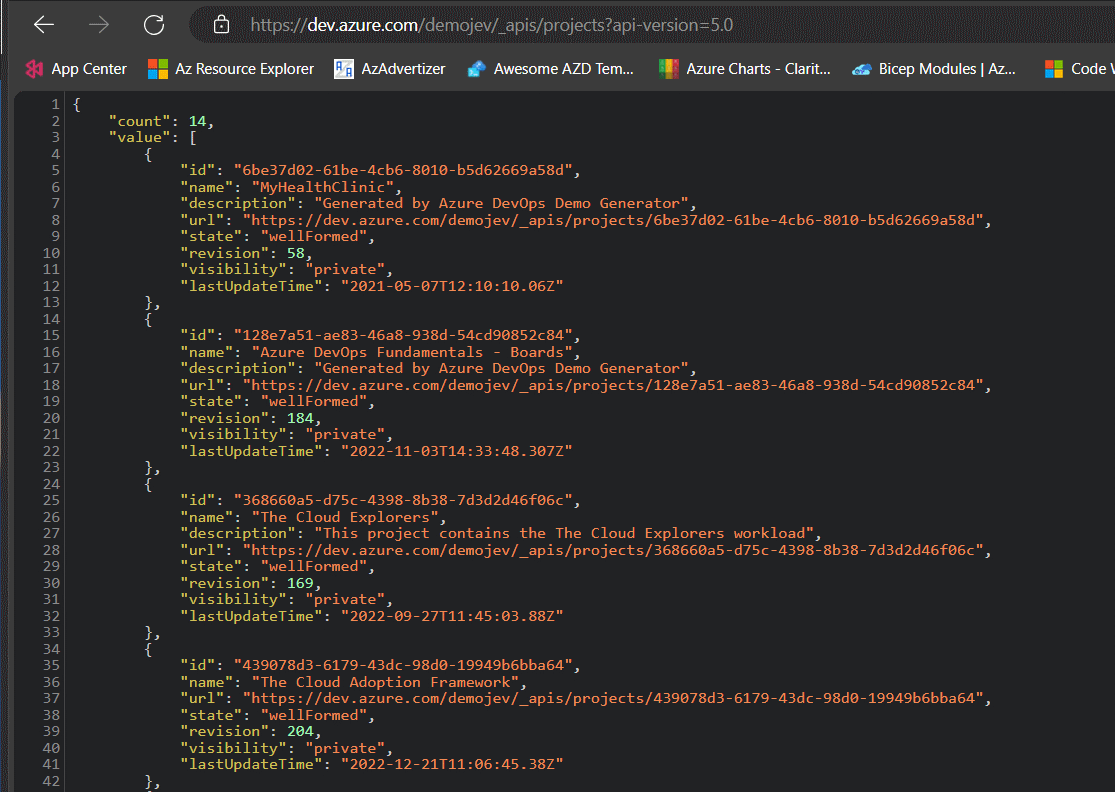 https://dev.azure.com/demojev/_apis/projects?api-version=5.0
App Center Az Resource Explorer AzAdvertizer Awesome AZD Tem... Azure Charts - Clarit... Bicep Modules | Az... Code
1 {
2 "count": 14,
3 "value": [
4 {
5 "id": "6be37d02-61be-4cb6-8010-b5d62669a58d",
6 "name": "MyHealthClinic",
7 "description": "Generated by Azure DevOps Demo Generator",
8 "url": "https://dev.azure.com/demojev/_apis/projects/6be37d02-61be-4cb6-8010-b5d62669a58d",
9 "state": "wellFormed",
10 "revision": 58,
11 "visibility": "private",
12 "lastUpdateTime": "2021-05-07T12:10:10.06Z"
13 },
14 {
15 "id": "128e7a51-ae83-46a8-938d-54cd90852c84",
16 "name": "Azure DevOps Fundamentals - Boards",
17 "description": "Generated by Azure DevOps Demo Generator",
18 "url": "https://dev.azure.com/demojev/_apis/projects/128e7a51-ae83-46a8-938d-54cd90852c84",
19 "state": "wellFormed",
20 "revision": 184,
21 "visibility": "private",
22 "lastUpdateTime": "2022-11-03T14:33:48.307Z"
23 },
24 {
25 "id": "368660a5-d75c-4398-8b38-7d3d2d46f06c",
26 "name": "The Cloud Explorers",
27 "description": "This project contains the The Cloud Explorers workload",
28 "url": "https://dev.azure.com/demojev/_apis/projects/368660a5-d75c-4398-8b38-7d3d2d46f06c",
29 "state": "wellFormed",
30 "revision": 169,
31 "visibility": "private",
32 "lastUpdateTime": "2022-09-27T11:45:03.88Z"
33 },
34 {
35 "id": "439078d3-6179-43dc-98d0-19949b6bba64",
36 "name": "The Cloud Adoption Framework",
37 "url": "https://dev.azure.com/demojev/_apis/projects/439078d3-6179-43dc-98d0-19949b6bba64",
38 "state": "wellFormed",
39 "revision": 204,
40 "visibility": "private",
41 "lastUpdateTime": "2022-12-21T11:06:45.38Z"
42 },